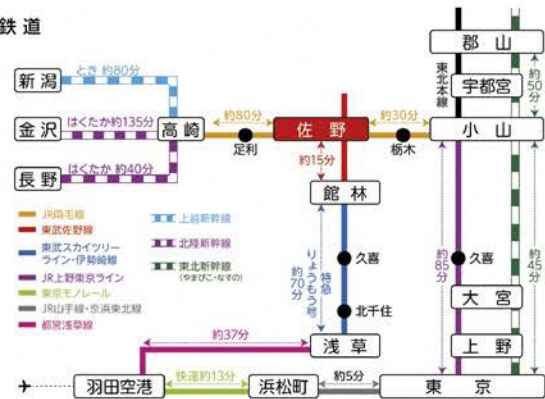 鉄道
郡山
東北本線
宇都宮
約50分
新潟
とき 約80分
金沢
はくたか約135分
高崎
約80分
足利
佐野
約30分
栃木
小山
長野
はくたか 約40分
約15分
館林
JR両毛線
東武佐野線
東武スカイツリー
ライン・伊勢崎線
JR上野東京ライン
東京モノレール
JR山手線・京浜東北線
都営浅草線
上越新幹線
北陸新幹線
東北新幹線
(やまびこ・なすの)
特急
りょうもう号
約70分
久喜
北千住
約85分
久喜
約45分
大宮
約37分
浅草
上野
羽田空港
快速約13分
浜松町
約5分
東京